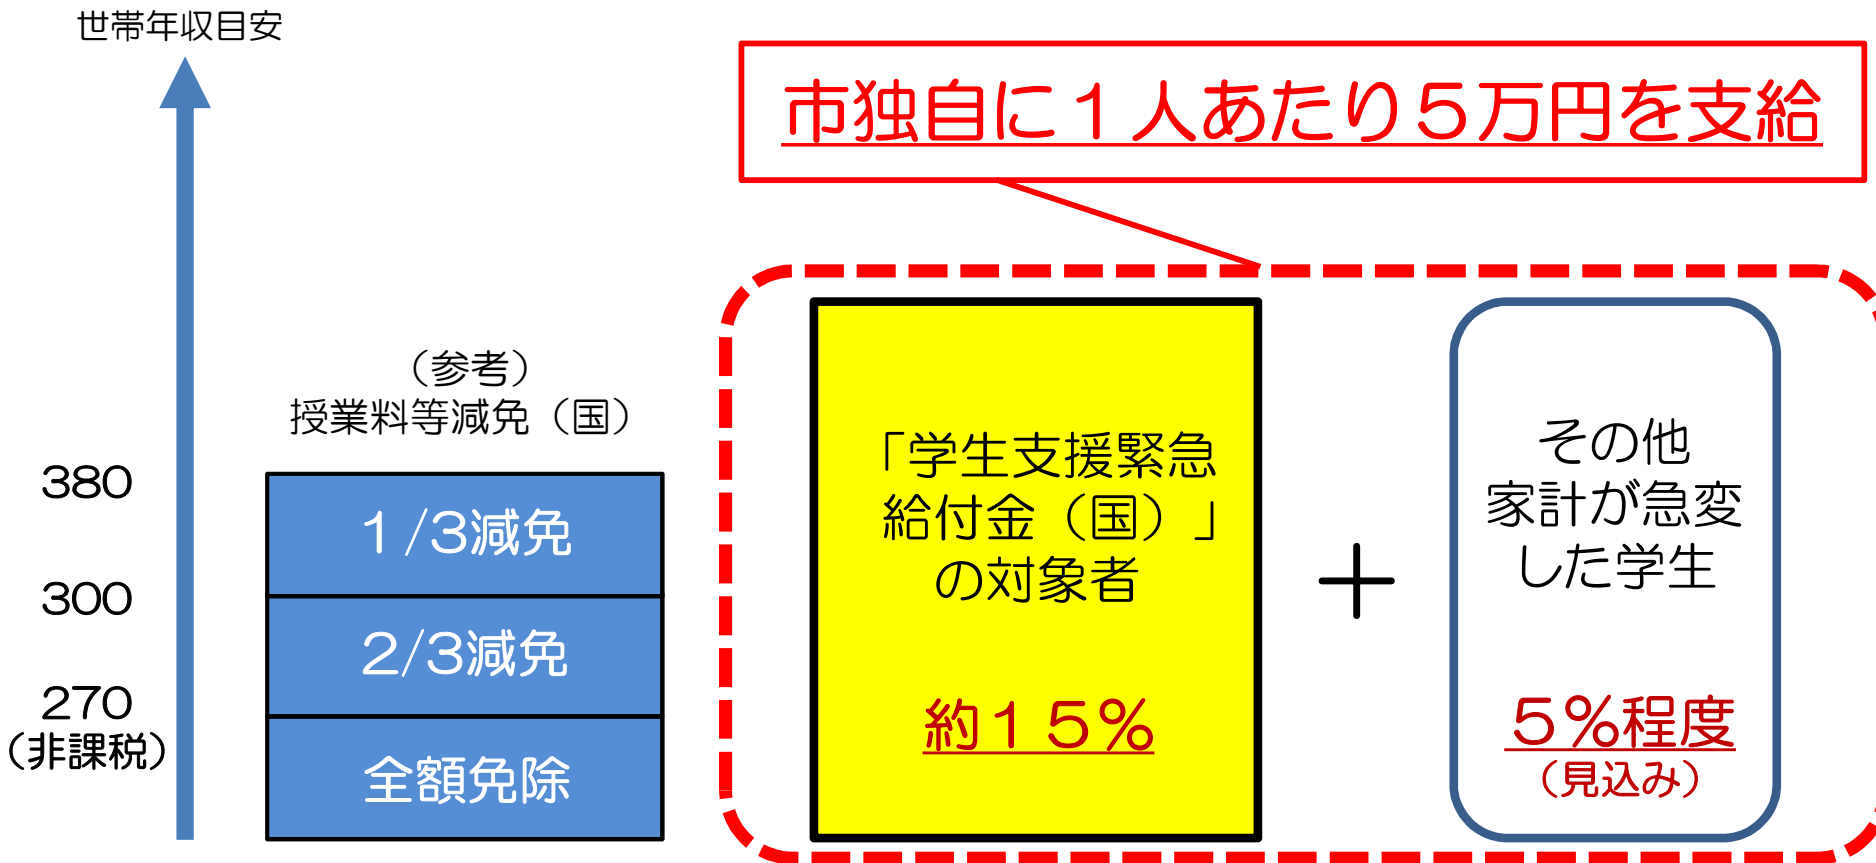 世帯年収目安
市独自に１人あたり５万円を支給
（参考）
授業料等減免（国）
380
1/3減免
300
2/3減免
270
（非課税）
全額免除
「学生支援緊急
給付金（国）」
の対象者
約１５％
＋
その他
家計が急変
した学生
５％程度
（見込み）